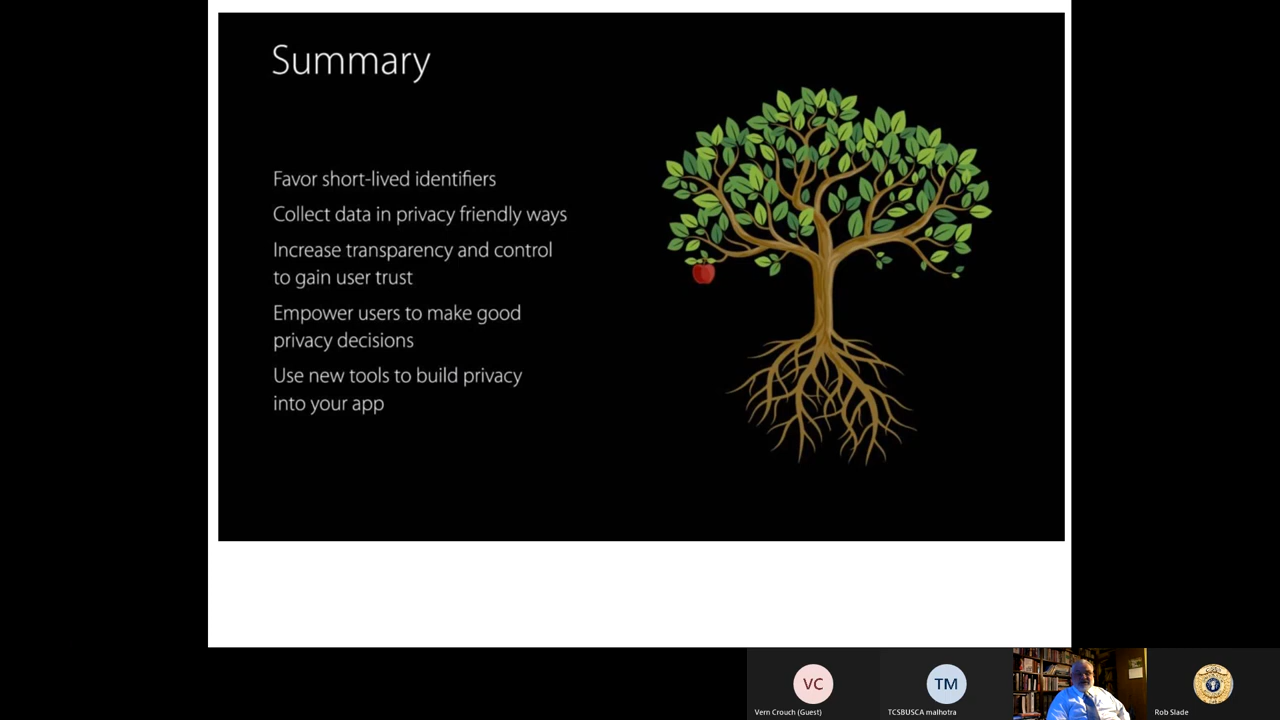 Summary
Favor short-lived identifiers
Collect data in privacy friendly ways
Increase transparency and control
to gain user trust
Empower users to make good
privacy decisions
Use new tools to build privacy
into your app
VC
TM
Vern Crouch (Guest)
TCSBUSCA malhotra
Rob Slade